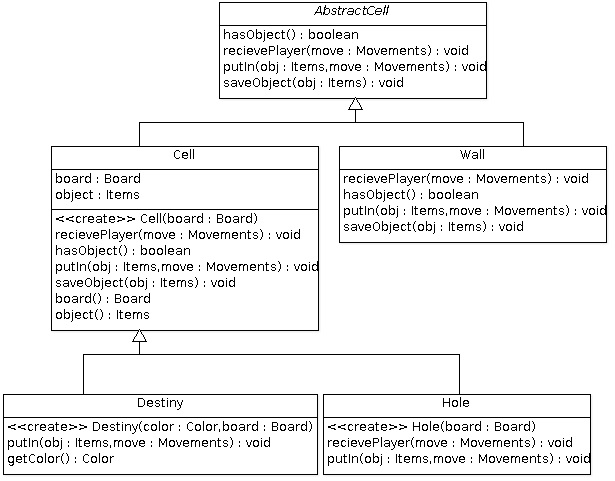 AbstractCell
hasObject() : boolean
recievePlayer(move : Movements) : void
putIn(obj : Items,move : Movements) : void
saveObject(obj : Items) : void
Cell
board : Board
object : Items
<<create>> Cell(board : Board)
recievePlayer(move : Movements) : void
hasObject() : boolean
putIn(obj : Items,move : Movements) : void
saveObject(obj : Items) : void
board() : Board
object() : Items
Wall
recievePlayer(move : Movements) : void
hasObject() : boolean
putIn(obj : Items,move : Movements) : void
saveObject(obj : Items) : void
Destiny
<<create>> Destiny(color : Color,board : Board)
putIn(obj : Items,move : Movements) : void
getColor() : Color
Hole
<<create>> Hole(board : Board)
recievePlayer(move : Movements) : void
putIn(obj : Items,move : Movements) : void